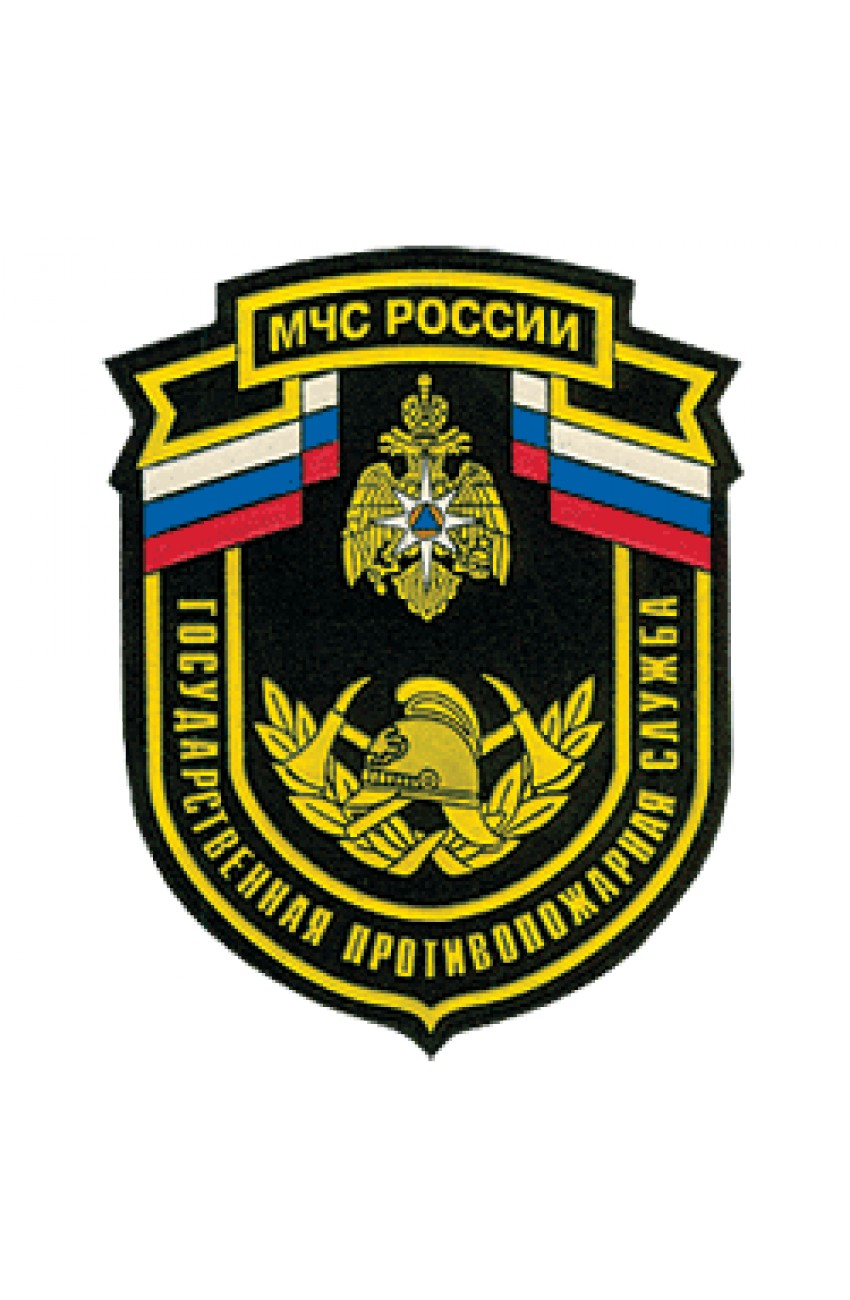 МЧС РОССИИ
ГОСУДАРСТВЕННАЯ ПРОТИВОПОЖАРНАЯ СЛУЖБА